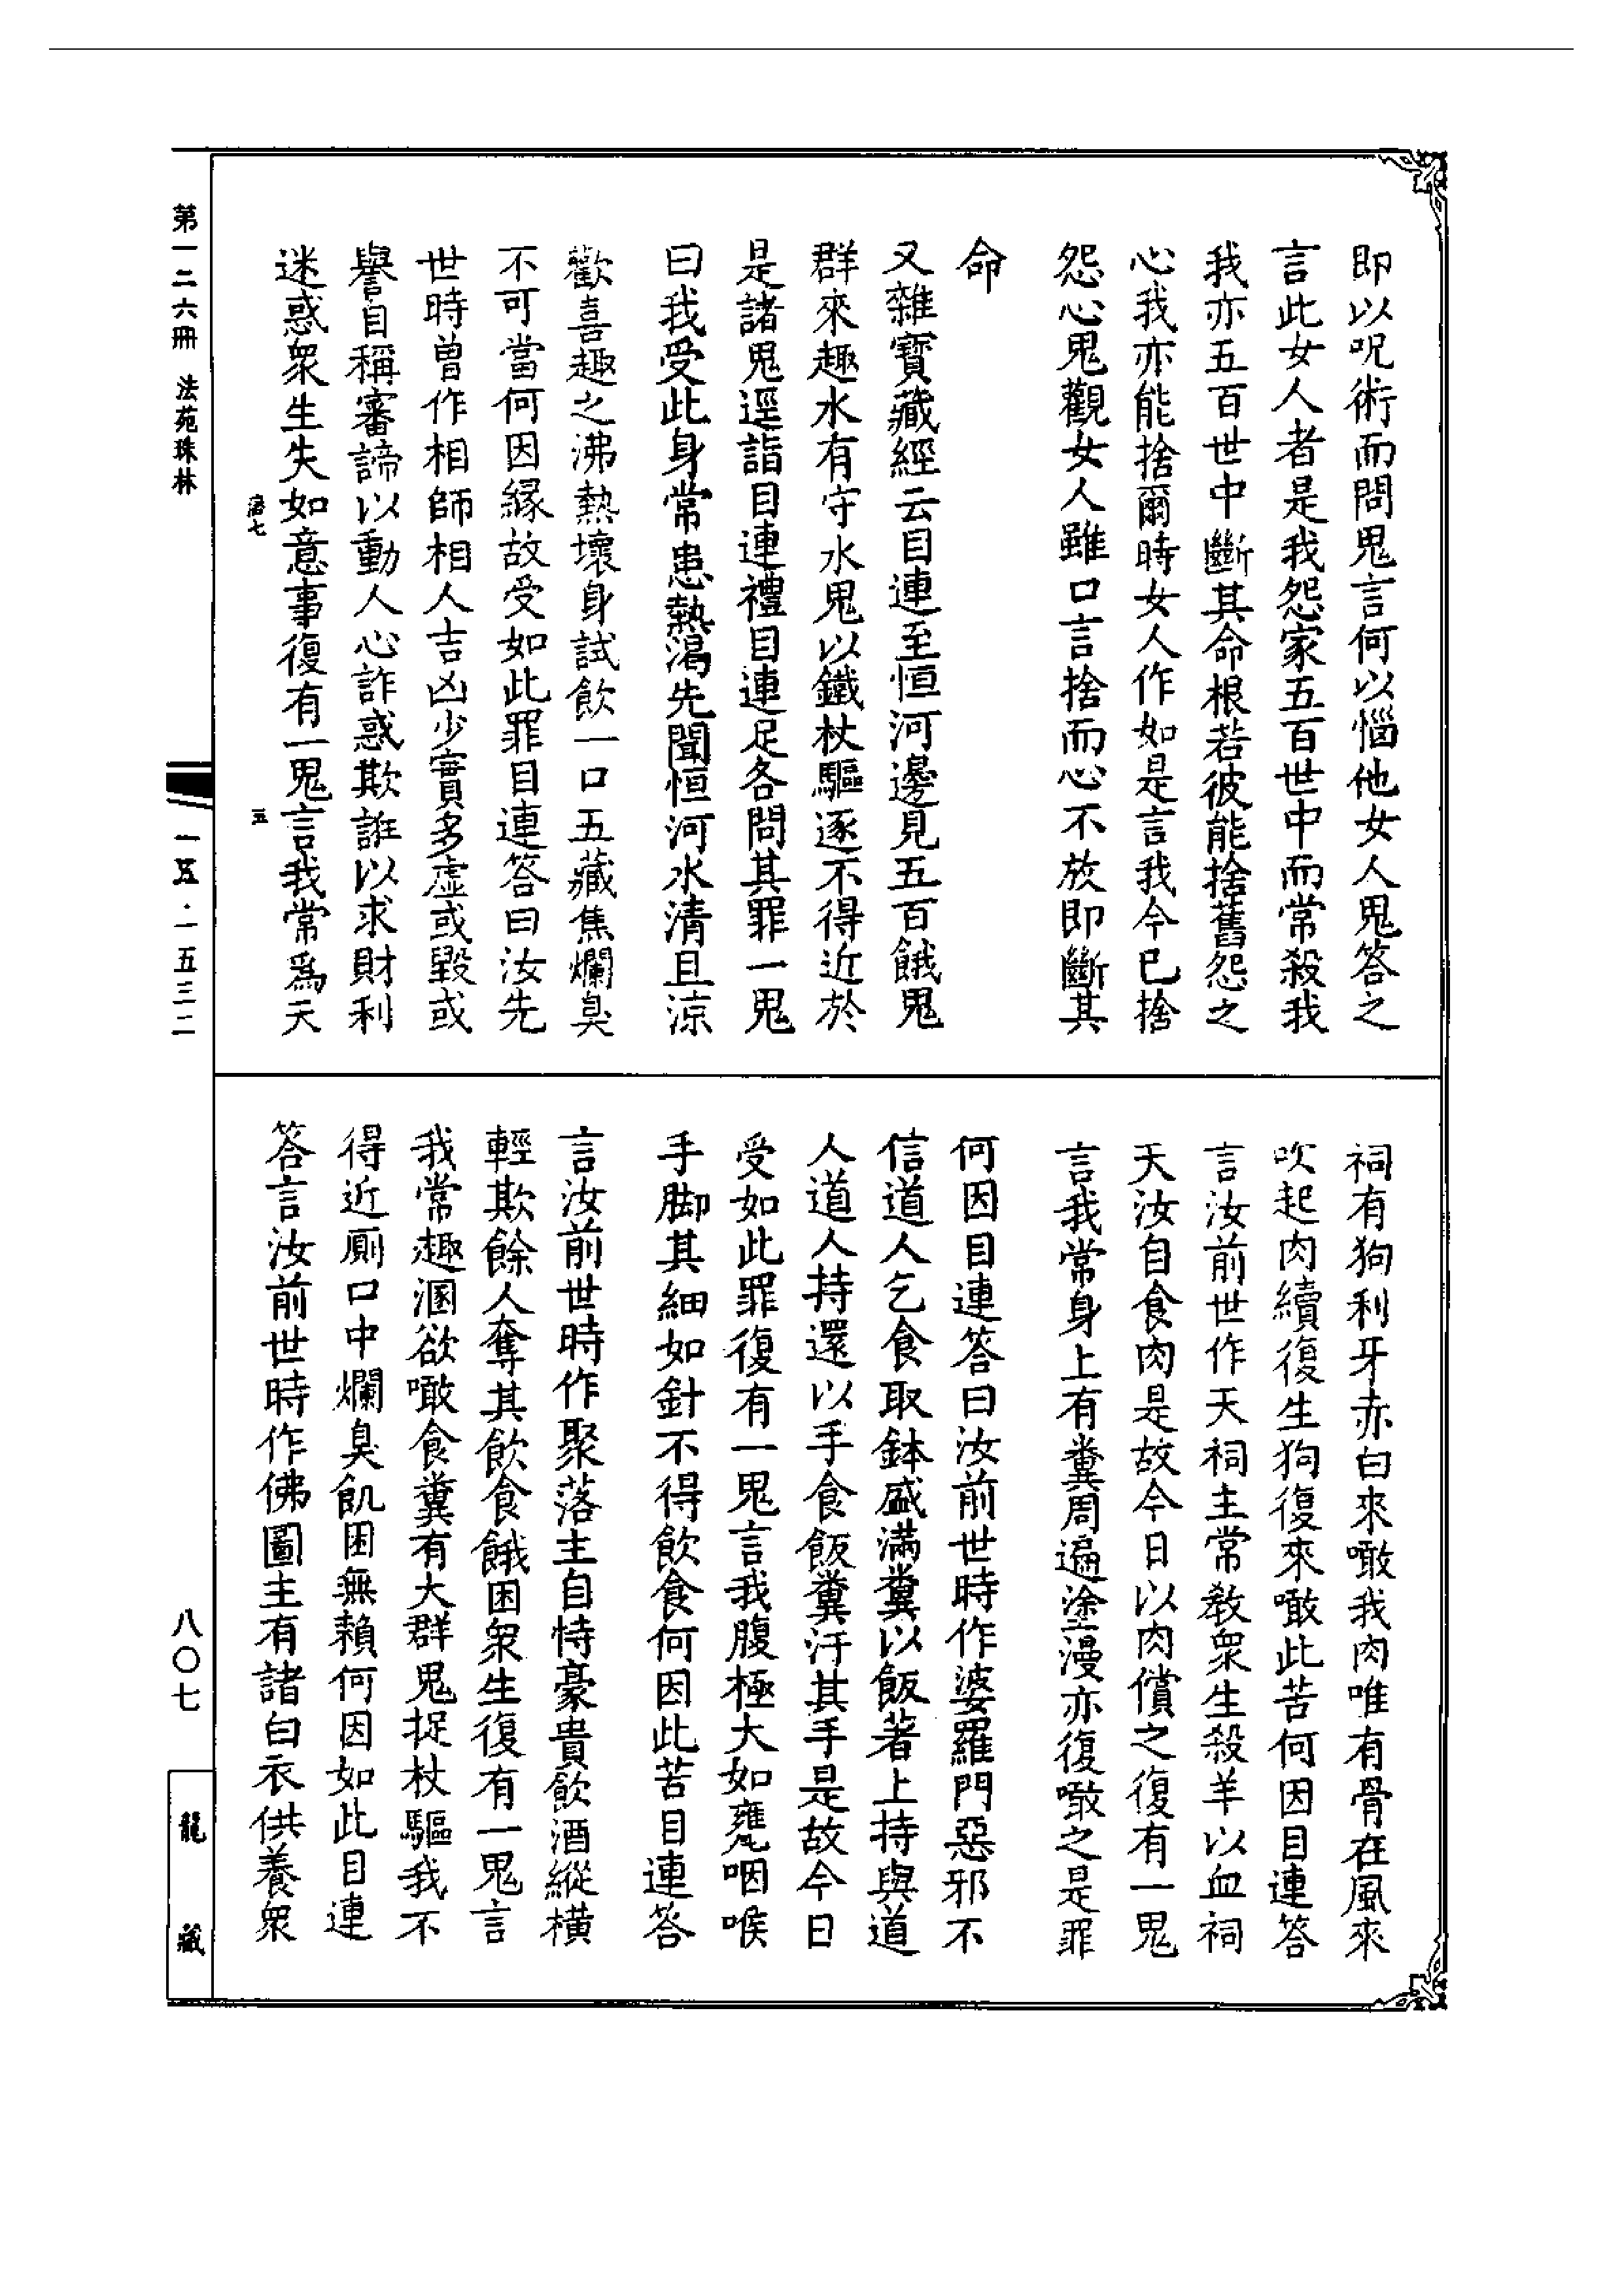 即以呪術而問鬼言何以惱他女人鬼答之
言此女人者是我怨家五百世中而常殺我
我亦五百世中斷其命根若彼能捨舊怨之
心我亦能捨爾時女人作如是言我今已捨
怨心鬼觀女人雖口言捨而心不放即斷其
命
又雜寶藏經云目連至恒河邊見五百餓鬼
群來趣水有守水鬼以鐵杖驅逐不得近於
是諸鬼逕詣目連禮目連足各問其罪一鬼
曰我受此身常患熱渴先聞恒河水清且涼
歡喜趣之沸熱壞身試飲一口五藏焦爛臭
不可當何因緣故受如此罪目連答曰汝先
世時曾作相師相人吉凶少實多虛或毀或
譽自稱審諦以動人心詐惑欺誑以求財利
迷惑衆生失如意事復有一鬼言我常爲天
祠有狗利牙赤白來噉我肉唯有骨在風來
吹起肉續復生狗復來噉此苦何因目連答
言汝前世作天祠主常教衆生殺羊以血祠
天汝自食肉是故今日以肉償之復有一鬼
言我常身上有糞周遍塗漫亦復噉之是罪
何因目連答曰汝前世時作婆羅門惡邪不
信道人乞食取鉢盛滿糞以飯著上持與道
人道人持還以手食飯糞汙其手是故今日
受如此罪復有一鬼言我腹極大如甕咽喉
手脚其細如針不得飲食何因此苦目連答
言汝前世時作聚落主自恃豪貴飲酒縱橫
輕欺餘人奪其飲食餓困衆生復有一鬼言
我常趣溷欲噉食糞有大群鬼捉杖驅我不
得近廁口中爛臭飢困無賴何因如此目連
答言汝前世時作佛圖主有諸白衣供養衆
第一二六冊 法苑珠林
一五·一五三二
八〇七
龍藏